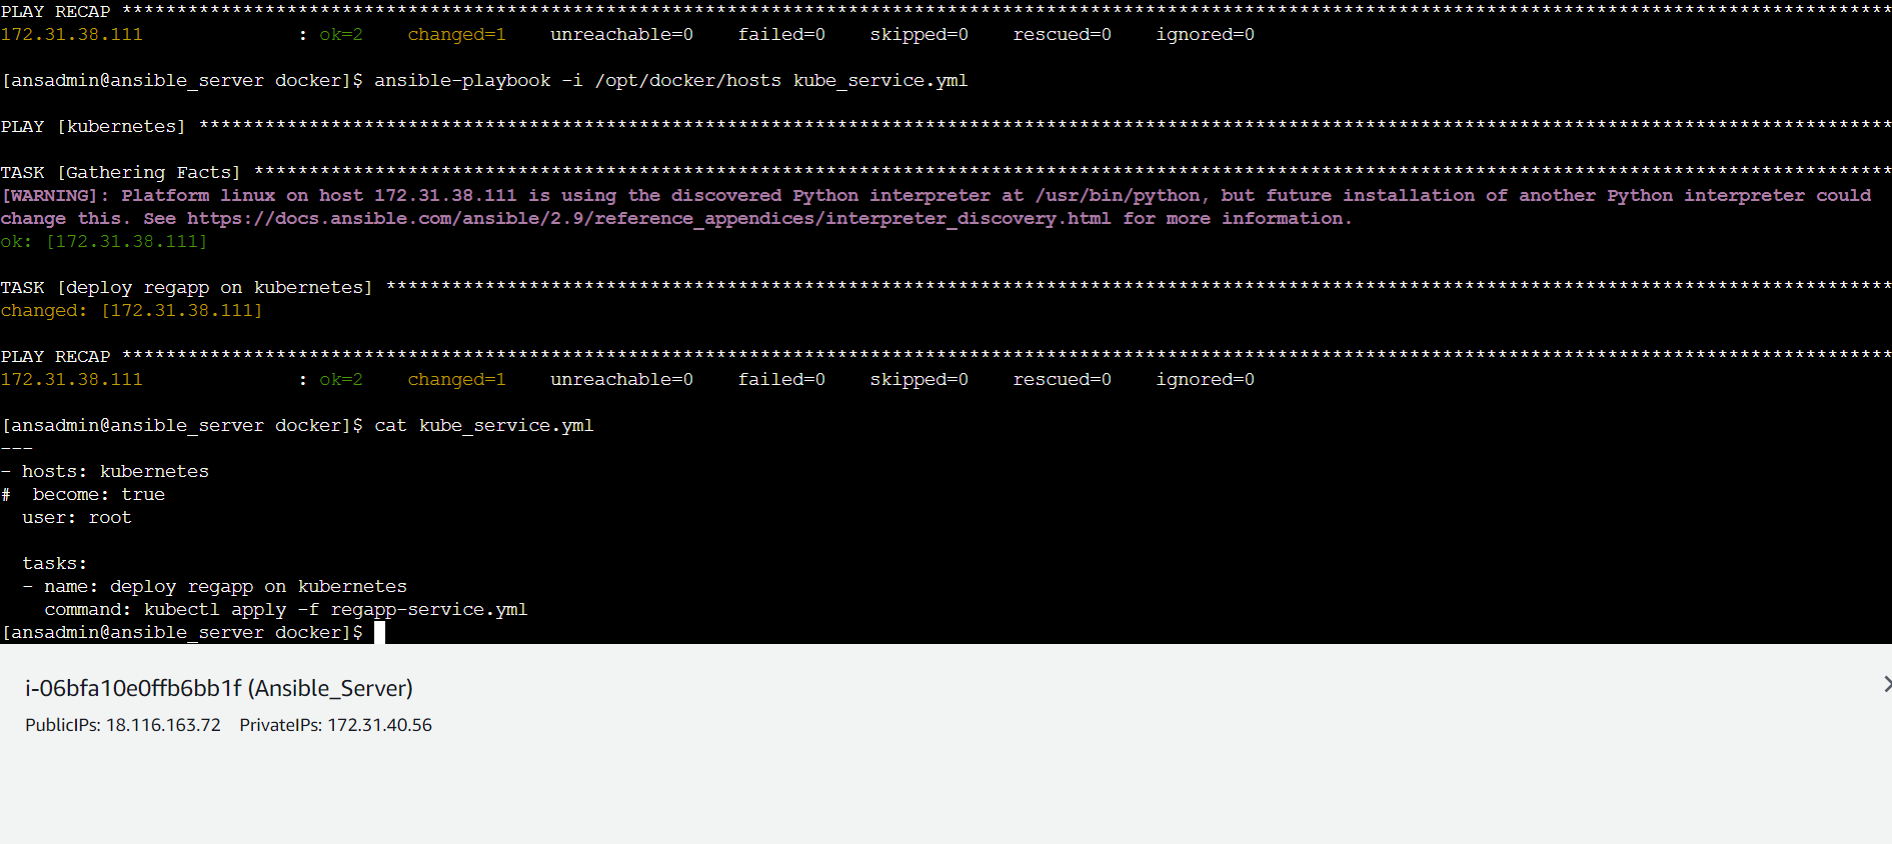 PLAY RECAP ******************************************************************************************************************************************************************
172.31.38.111              : ok=2    changed=1    unreachable=0    failed=0    skipped=0    rescued=0    ignored=0
[ansadmin@ansible_server docker]$ ansible-playbook -i /opt/docker/hosts kube_service.yml
PLAY [kubernetes] ***********************************************************************************************************************************************************
TASK [Gathering Facts] ******************************************************************************************************************************************************
[WARNING]: Platform linux on host 172.31.38.111 is using the discovered Python interpreter at /usr/bin/python, but future installation of another Python interpreter could
change this. See https://docs.ansible.com/ansible/2.9/reference_appendices/interpreter_discovery.html for more information.
ok: [172.31.38.111]
TASK [deploy regapp on kubernetes] ******************************************************************************************************************************************
changed: [172.31.38.111]
PLAY RECAP ******************************************************************************************************************************************************************
172.31.38.111              : ok=2    changed=1    unreachable=0    failed=0    skipped=0    rescued=0    ignored=0
[ansadmin@ansible_server docker]$ cat kube_service.yml
---
- hosts: kubernetes
#  become: true
  user: root
  tasks:
  - name: deploy regapp on kubernetes
    command: kubectl apply -f regapp-service.yml
[ansadmin@ansible_server docker]$
i-06bfa10e0ffb6bb1f (Ansible_Server)
PublicIPs: 18.116.163.72    PrivateIPs: 172.31.40.56